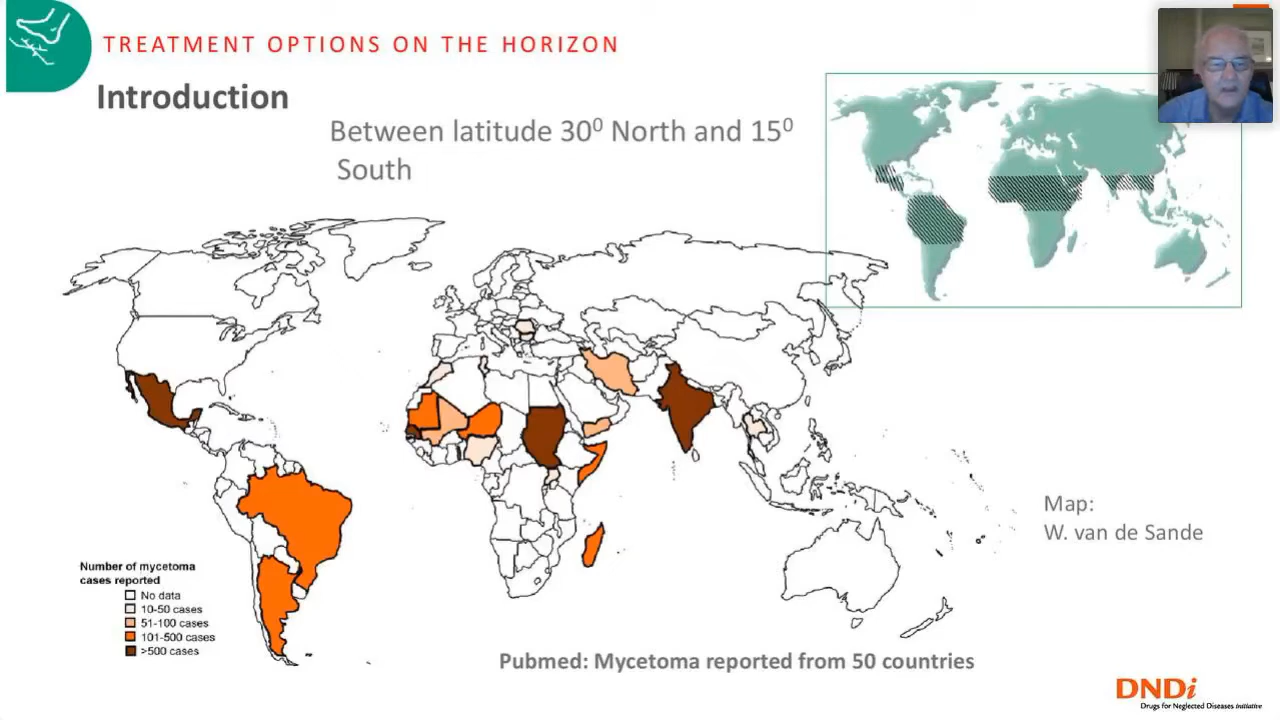 TREATMENT OPTIONS ON THE HORIZON
Introduction
Between latitude 30⁰ North and 15⁰
South
Map:
W. van de Sande
Number of mycetoma
cases reported
No data
10-50 cases
51-100 cases
101-500 cases
>500 cases
Pubmed: Mycetoma reported from 50 countries
DNDi
Drugs for Neglected Diseases initiative